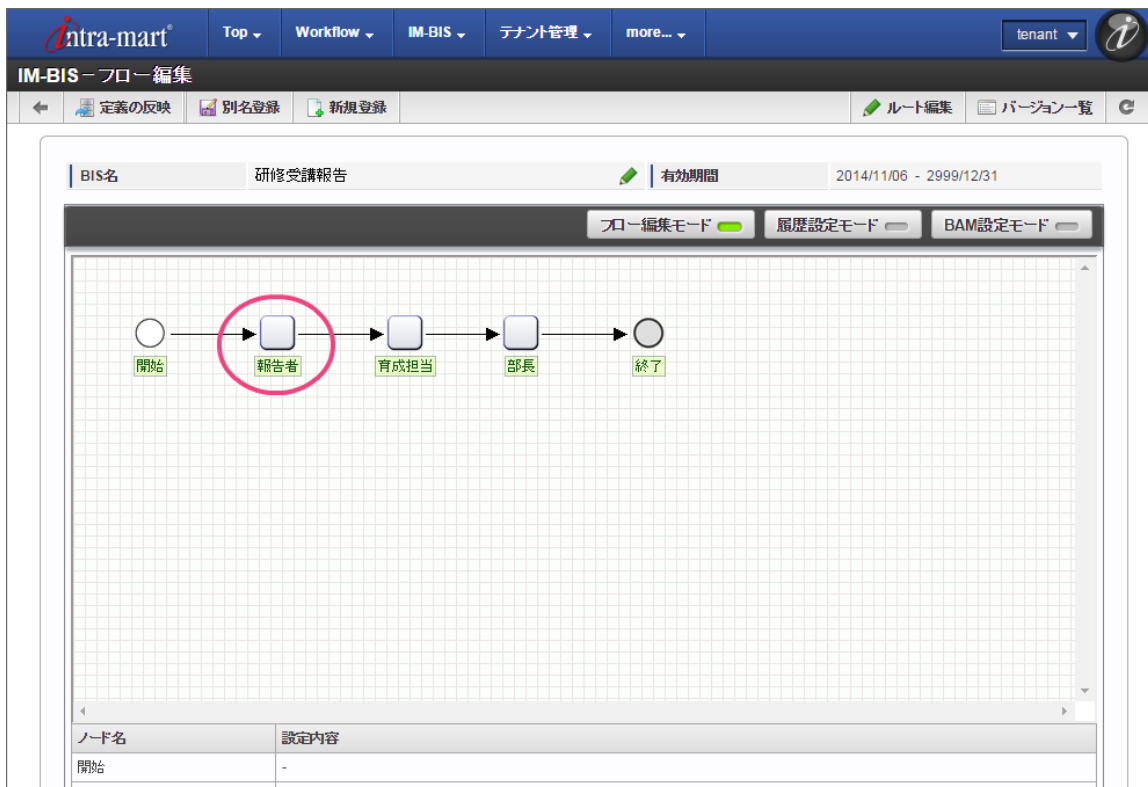 intra-mart® Top Workflow IM-BIS テナント管理 more... tenant
IM-BIS－フロー編集
定義の反映 別名登録 新規登録 ルート編集 バージョン一覧
BIS名 研修受講報告 有効期間 2014/11/06 - 2999/12/31
フロー編集モード 履歴設定モード BAM設定モード
開始 報告者 育成担当 部長 終了
ノード名 設定内容
開始 -